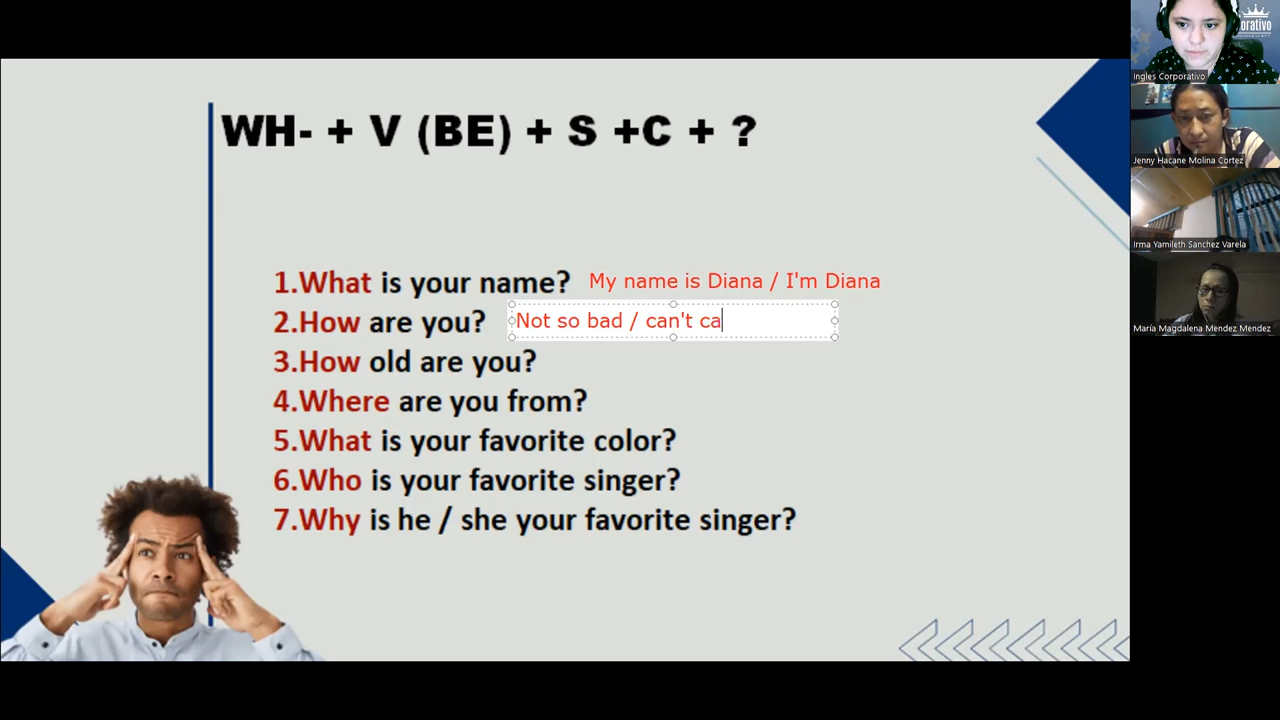 WH- + V (BE) + S +C + ?
1.What is your name? My name is Diana / I'm Diana
2.How are you? Not so bad / can't ca
3.How old are you?
4.Where are you from?
5.What is your favorite color?
6.Who is your favorite singer?
7.Why is he / she your favorite singer?
orativo
Ingles Corporativo
Jenny Hacane Molina Cortez
Irma Yamileth Sanchez Varela
María Magdalena Mendez Mendez